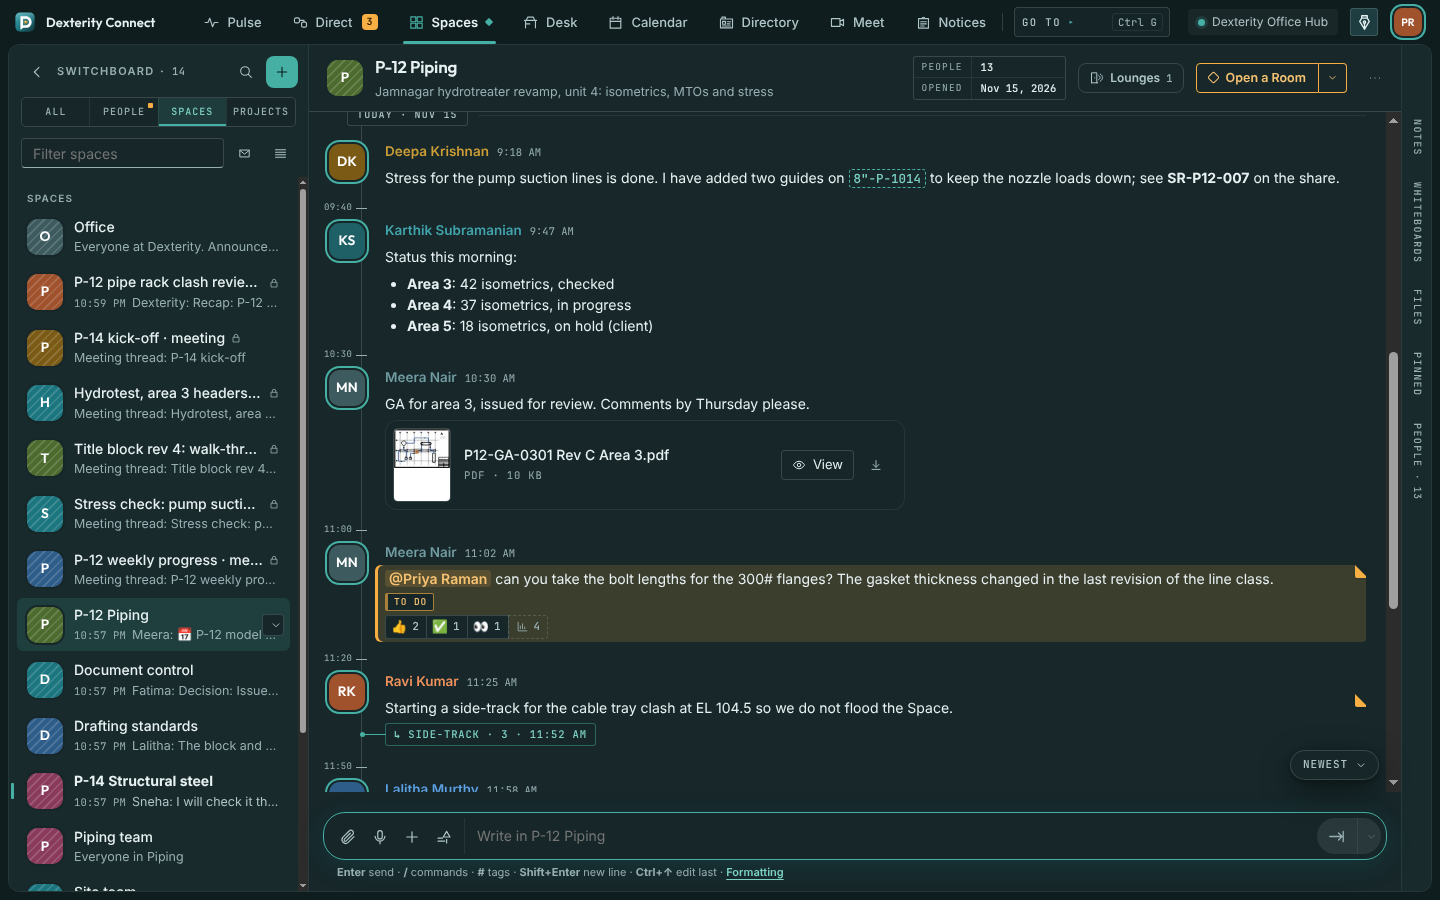 Dexterity Connect
Pulse
Direct 3
Spaces
Desk
Calendar
Directory
Meet
Notices
GO TO Ctrl G
Dexterity Office Hub
PR
SWITCHBOARD · 14
ALL
PEOPLE
SPACES
PROJECTS
Filter spaces
SPACES
O
Office
Everyone at Dexterity. Announce...
P
P-12 pipe rack clash revie...
10:59 PM Dexterity: Recap: P-12 ...
P
P-14 kick-off · meeting
Meeting thread: P-14 kick-off
H
Hydrotest, area 3 headers...
Meeting thread: Hydrotest, area ...
T
Title block rev 4: walk-thr...
Meeting thread: Title block rev 4...
S
Stress check: pump sucti...
Meeting thread: Stress check: p...
P
P-12 weekly progress · me...
Meeting thread: P-12 weekly pro...
P
P-12 Piping
10:57 PM Meera: 📅 P-12 model ...
D
Document control
10:57 PM Fatima: Decision: Issue...
D
Drafting standards
10:57 PM Lalitha: The block and ...
P
P-14 Structural steel
10:57 PM Sneha: I will check it th...
P
Piping team
Everyone in Piping
Site team
P
P-12 Piping
Jamnagar hydrotreater revamp, unit 4: isometrics, MTOs and stress
PEOPLE 13
OPENED Nov 15, 2026
Lounges 1
Open a Room
TODAY · NOV 15
DK
Deepa Krishnan 9:18 AM
Stress for the pump suction lines is done. I have added two guides on 8"-P-1014 to keep the nozzle loads down; see SR-P12-007 on the share.
09:40
KS
Karthik Subramanian 9:47 AM
Status this morning:
• Area 3: 42 isometrics, checked
• Area 4: 37 isometrics, in progress
• Area 5: 18 isometrics, on hold (client)
10:30
MN
Meera Nair 10:30 AM
GA for area 3, issued for review. Comments by Thursday please.
P12-GA-0301 Rev C Area 3.pdf
PDF · 10 KB
View
11:00
MN
Meera Nair 11:02 AM
@Priya Raman can you take the bolt lengths for the 300# flanges? The gasket thickness changed in the last revision of the line class.
TO DO
👍 2 ✅ 1 👀 1 4
11:20
RK
Ravi Kumar 11:25 AM
Starting a side-track for the cable tray clash at EL 104.5 so we do not flood the Space.
↳ SIDE-TRACK · 3 · 11:52 AM
11:50
Lalitha Murthy 11:58 AM
NEWEST
Write in P-12 Piping
Enter send · / commands · # tags · Shift+Enter new line · Ctrl+↑ edit last · Formatting
NOTES
WHITEBOARDS
FILES
PINNED
PEOPLE · 13